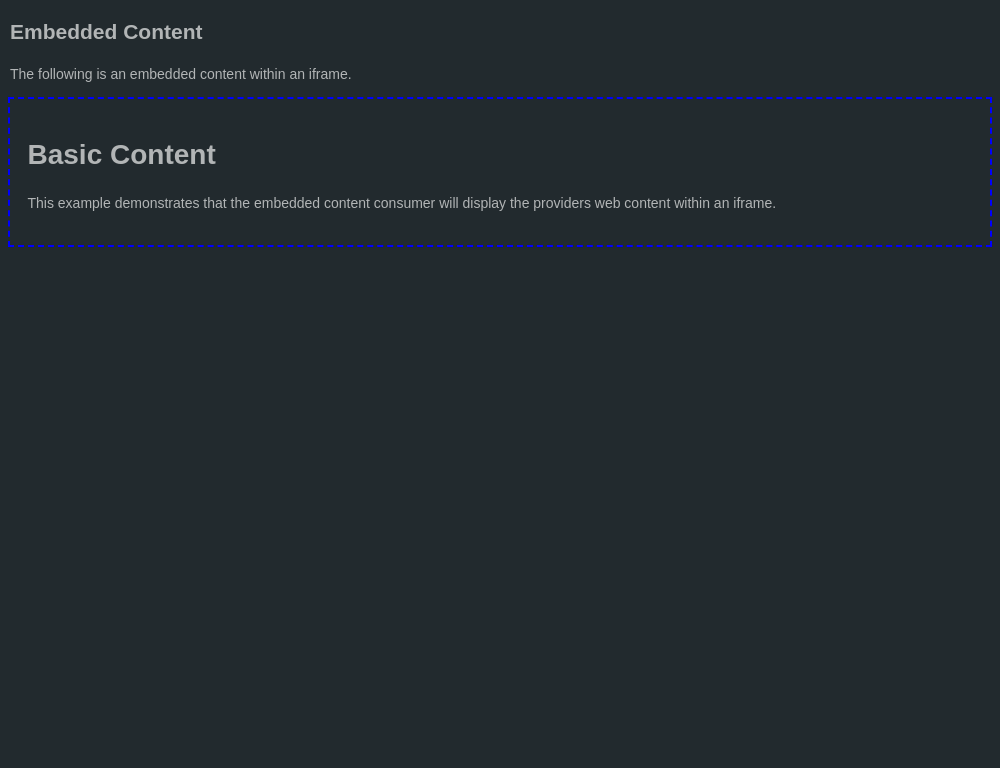 Embedded Content
The following is an embedded content within an iframe.
Basic Content
This example demonstrates that the embedded content consumer will display the providers web content within an iframe.